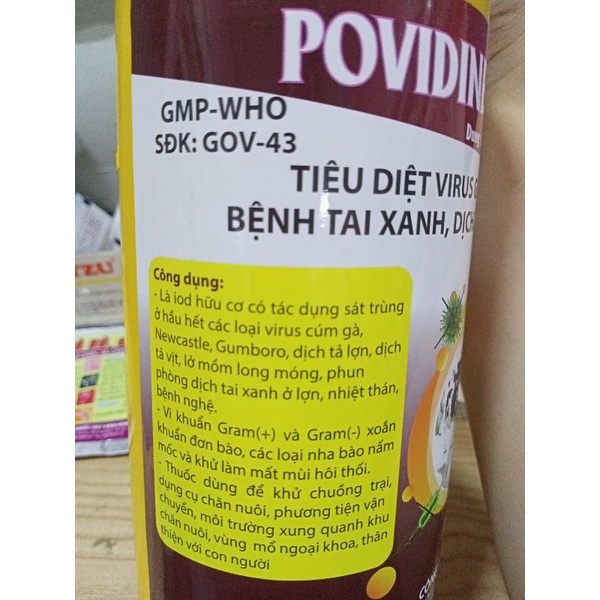 POVIDIN
GMP-WHO
SĐK: GOV-43
TIÊU DIỆT VIRUS
BỆNH TAI XANH, DỊCH
Công dụng:
- Là iod hữu cơ có tác dụng sát trùng
ở hầu hết các loại virus cúm gà,
Newcastle, Gumboro, dịch tả lợn, dịch
tả vịt, lở mồm long móng, phun
phòng dịch tai xanh ở lợn, nhiệt thán,
bệnh nghệ.
- Vi khuẩn Gram(+) và Gram(-) xoắn
khuẩn đơn bào, các loại nha bào nấm
mốc và khử làm mất mùi hôi thối.
- Thuốc dùng để khử chuồng trại,
dụng cụ chăn nuôi, phương tiện vận
chuyển, môi trường xung quanh khu
chăn nuôi, vùng mổ ngoại khoa, thân
thiện với con người